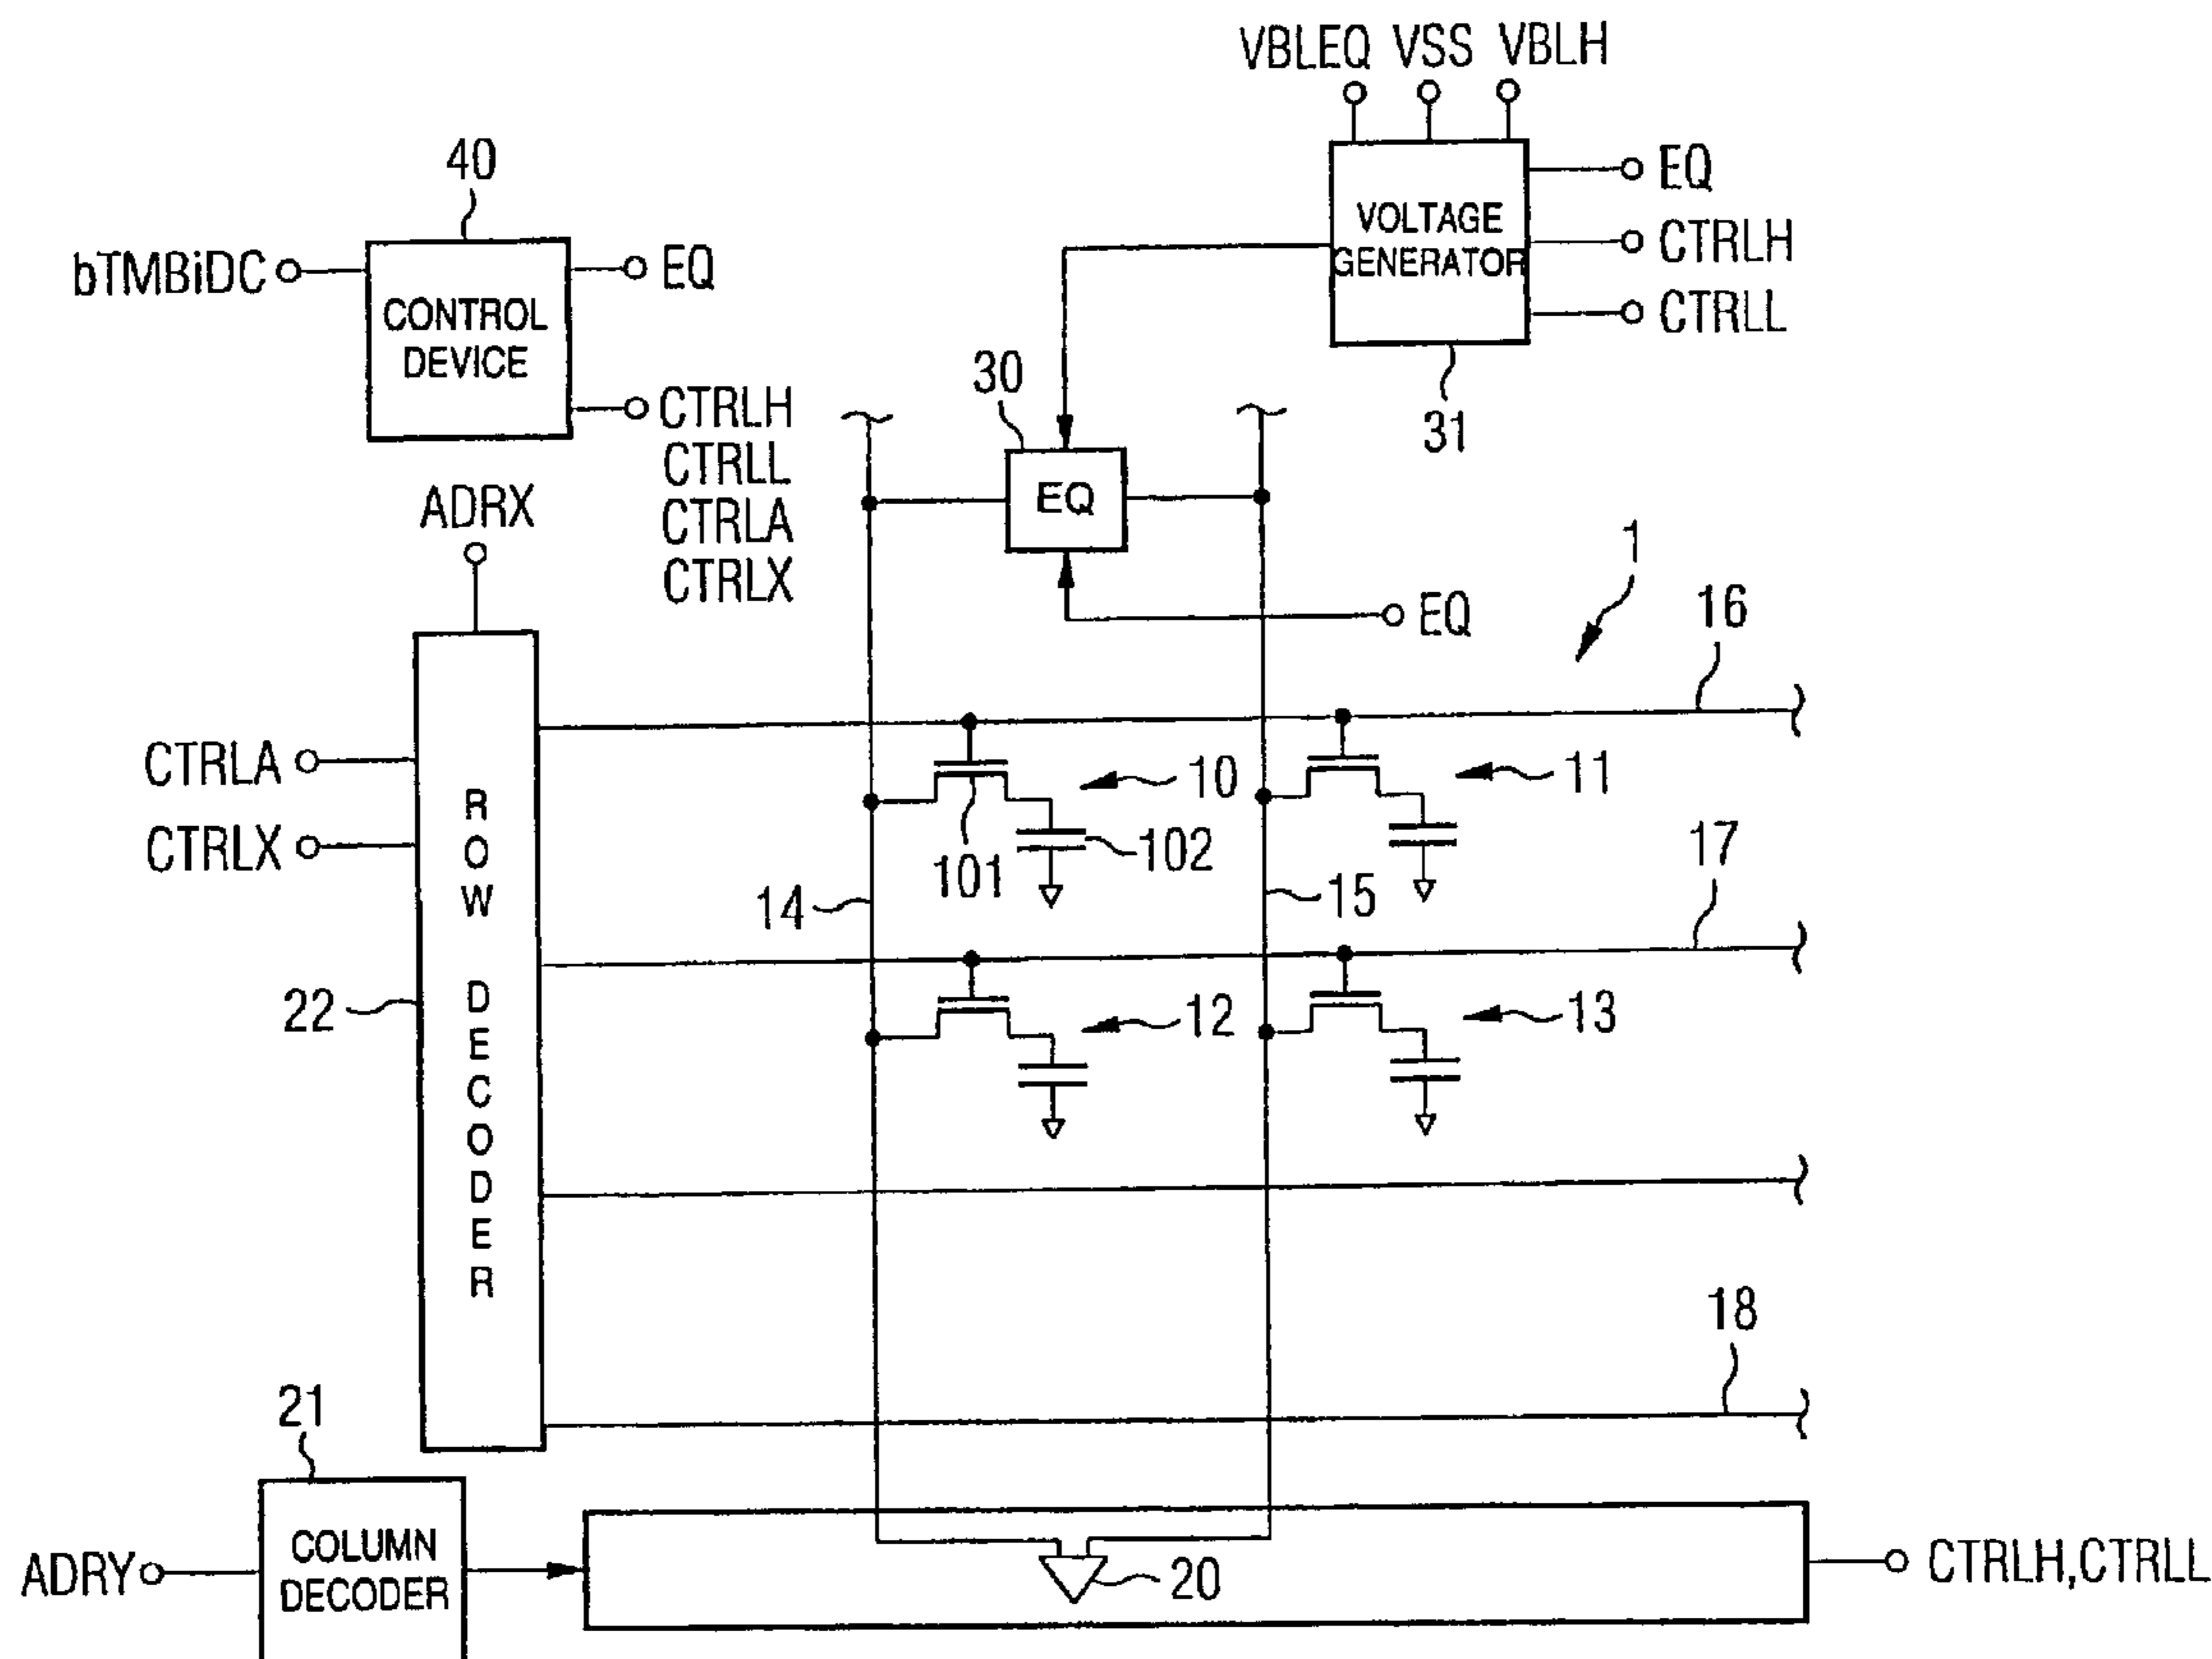 VBLEQ VSS VBLH
40
EQ
bTMBiDC
EQ
CONTROL
DEVICE
VOLTAGE
GENERATOR
CTRLH
CTRLL
30
31
CTRLH
CTRLL
CTRLA
CTRLX
EQ
ADRX
EQ
1
16
CTRLA
10
11
CTRLX
ROW DECODER
101
102
17
14
15
22
12
13
18
21
COLUMN
DECODER
ADRY
20
CTRLH,CTRLL